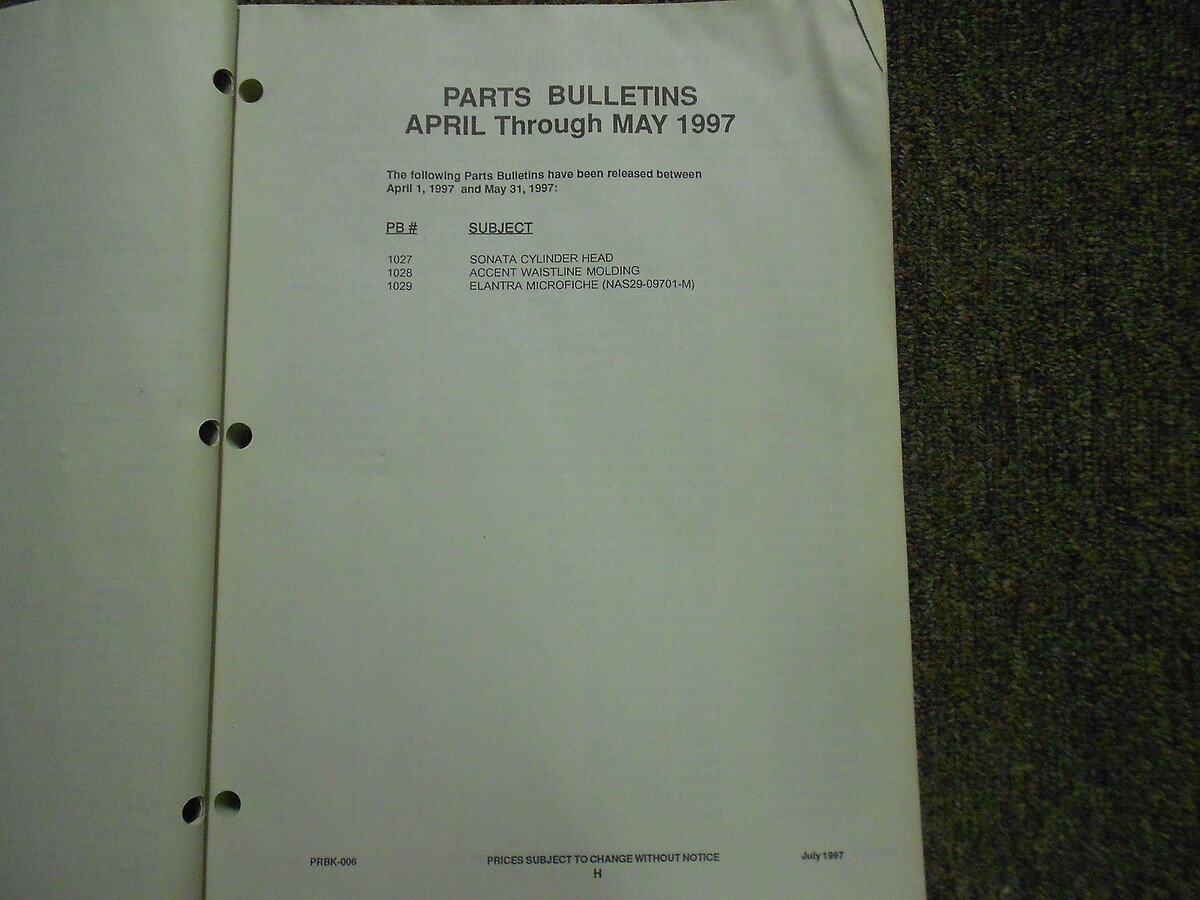 PARTS BULLETINS
APRIL Through MAY 1997
The following Parts Bulletins have been released between
April 1, 1997 and May 31, 1997:
PB # SUBJECT
1027 SONATA CYLINDER HEAD
1028 ACCENT WAISTLINE MOLDING
1029 ELANTRA MICROFICHE (NAS29-09701-M)
PRBK-006 PRICES SUBJECT TO CHANGE WITHOUT NOTICE July 1997
H